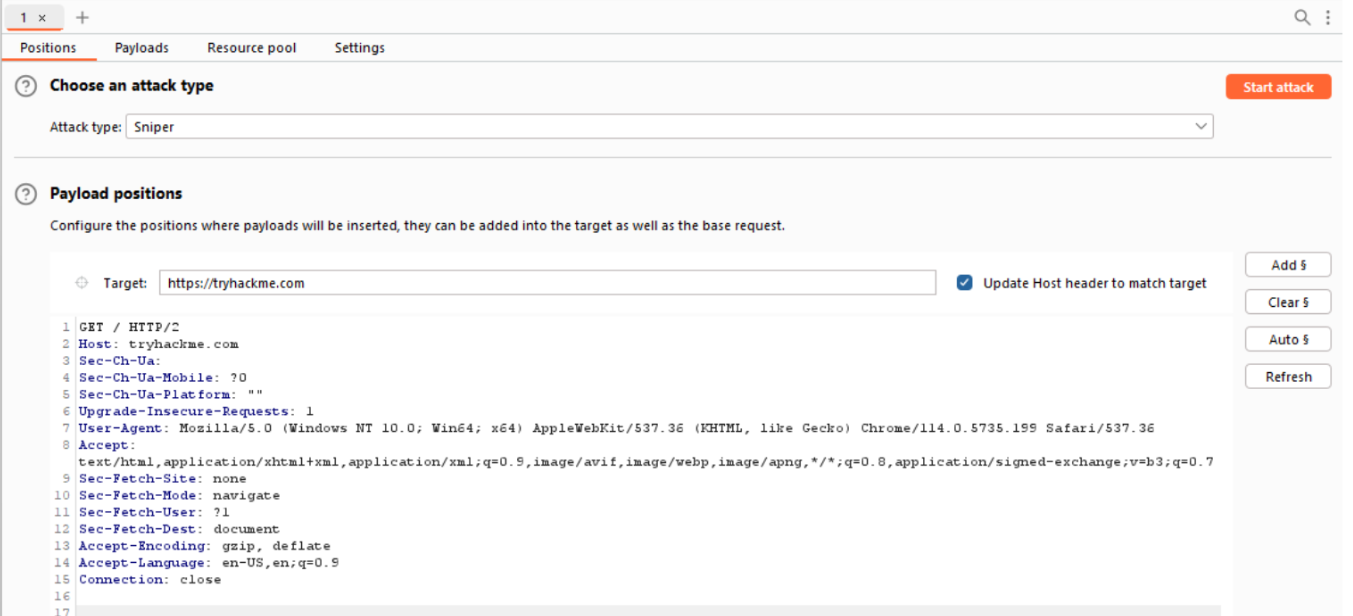 1 × +
Positions Payloads Resource pool Settings
? Choose an attack type Start attack
Attack type: Sniper
? Payload positions
Configure the positions where payloads will be inserted, they can be added into the target as well as the base request.
Add §
Target: https://tryhackme.com Update Host header to match target
Clear §
1 GET / HTTP/2
2 Host: tryhackme.com
Auto §
3 Sec-Ch-Ua:
4 Sec-Ch-Ua-Mobile: ?0
Refresh
5 Sec-Ch-Ua-Platform: ""
6 Upgrade-Insecure-Requests: 1
7 User-Agent: Mozilla/5.0 (Windows NT 10.0; Win64; x64) AppleWebKit/537.36 (KHTML, like Gecko) Chrome/114.0.5735.199 Safari/537.36
8 Accept:
text/html,application/xhtml+xml,application/xml;q=0.9,image/avif,image/webp,image/apng,*/*;q=0.8,application/signed-exchange;v=b3;q=0.7
9 Sec-Fetch-Site: none
10 Sec-Fetch-Mode: navigate
11 Sec-Fetch-User: ?1
12 Sec-Fetch-Dest: document
13 Accept-Encoding: gzip, deflate
14 Accept-Language: en-US,en;q=0.9
15 Connection: close
16
17